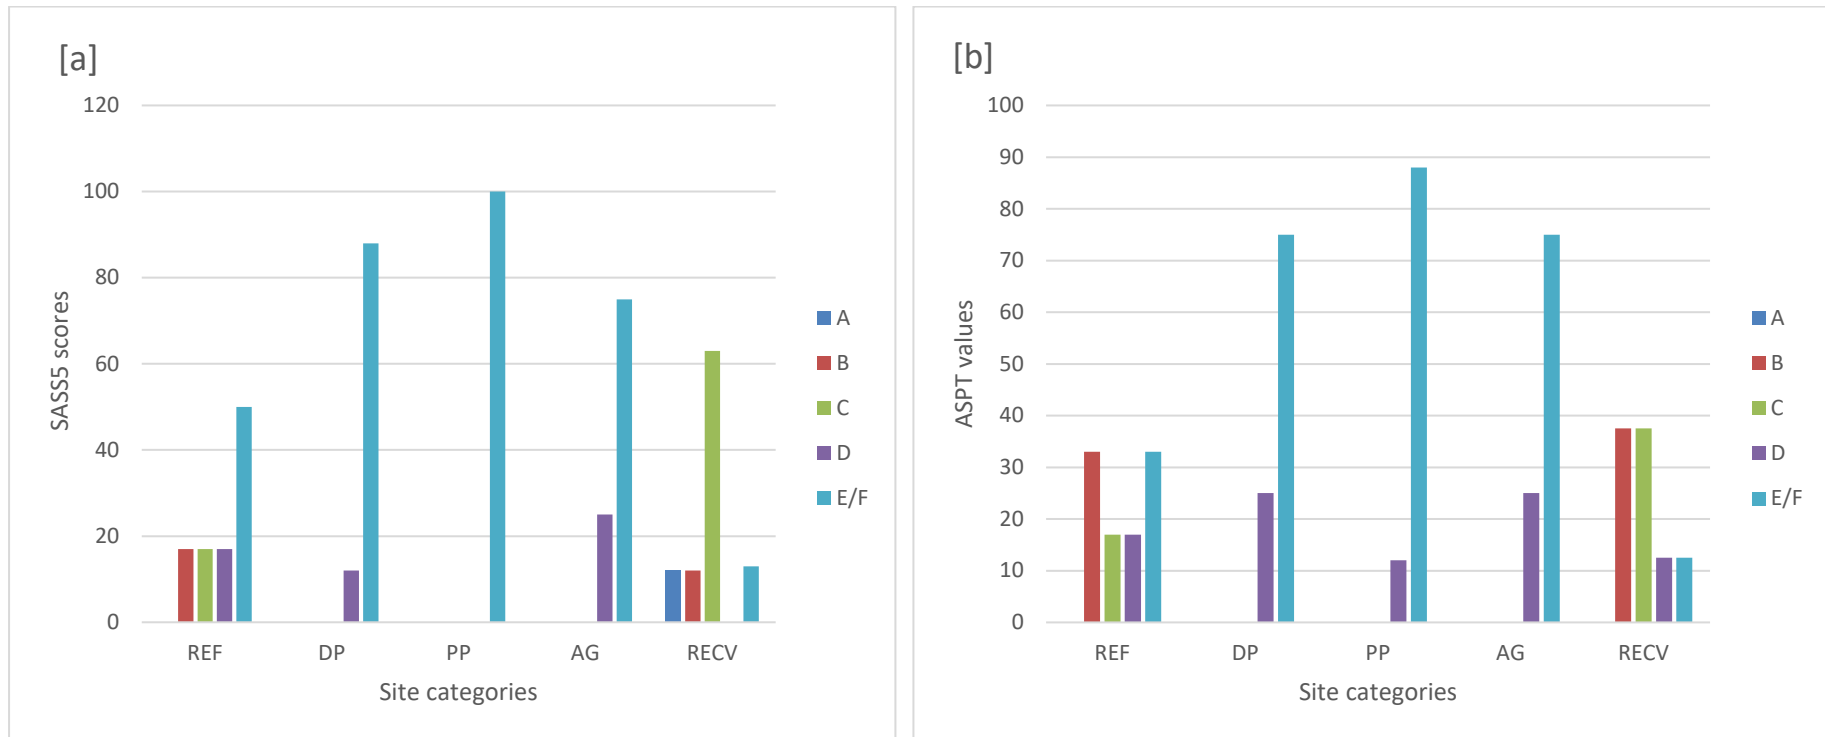 [a]
120
100
80
60
40
20
0
SASS5 scores
REF DP PP AG RECV
Site categories
A
B
C
D
E/F
[b]
100
90
80
70
60
50
40
30
20
10
0
ASPT values
REF DP PP AG RECV
Site categories
A
B
C
D
E/F